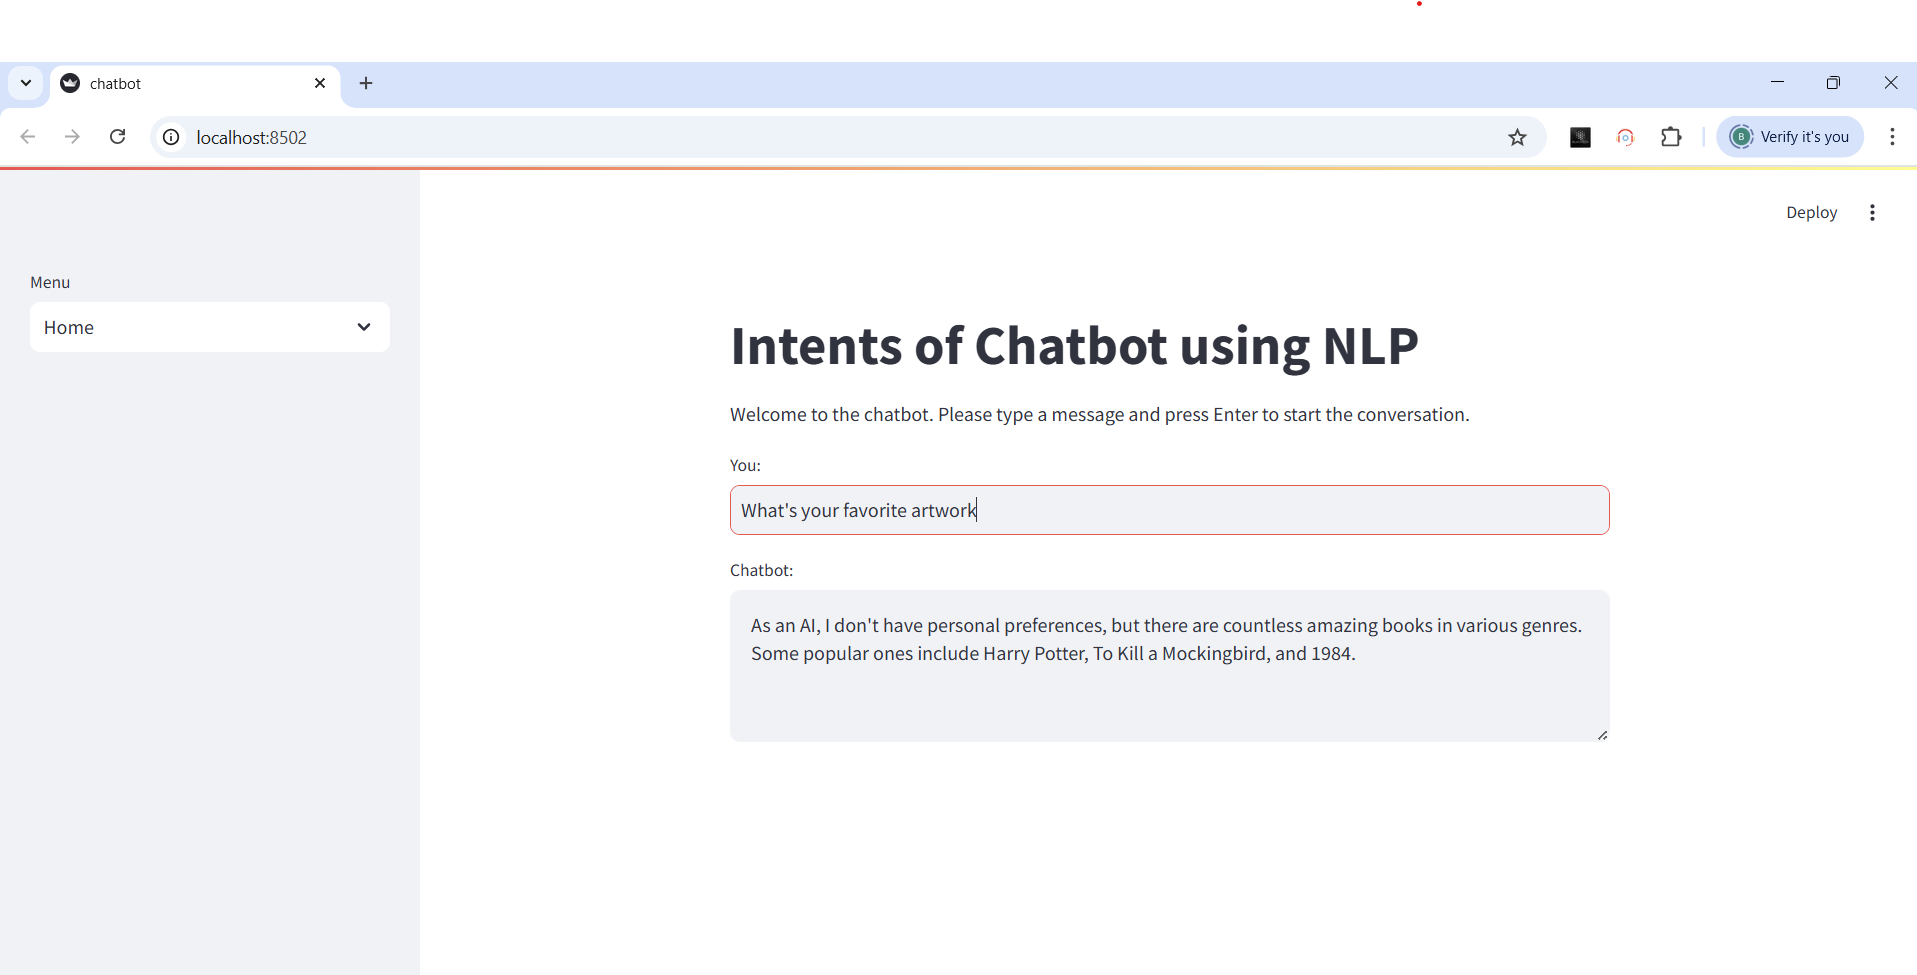 chatbot
localhost:8502
B
Verify it's you
Deploy
Menu
Home
Intents of Chatbot using NLP
Welcome to the chatbot. Please type a message and press Enter to start the conversation.
You:
What's your favorite artwork
Chatbot:
As an AI, I don't have personal preferences, but there are countless amazing books in various genres.
Some popular ones include Harry Potter, To Kill a Mockingbird, and 1984.